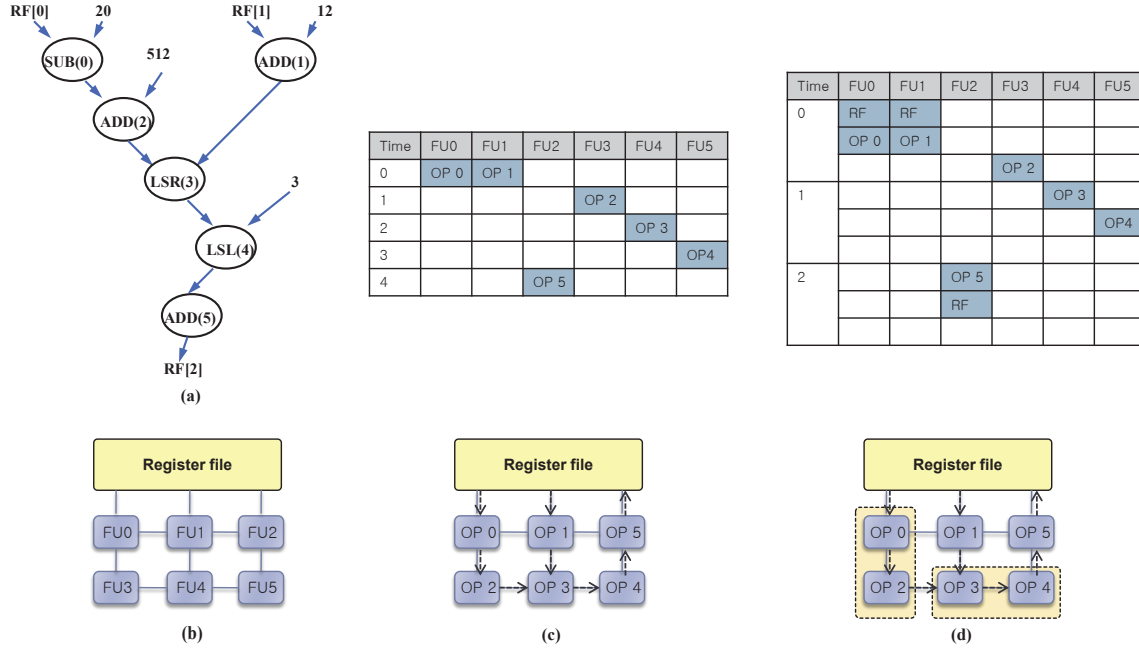 RF[0] 20 RF[1] 12
SUB(0) 512 ADD(1)
ADD(2)
LSR(3) 3
LSL(4)
ADD(5)
RF[2]
(a)
Time FU0 FU1 FU2 FU3 FU4 FU5
0 OP 0 OP 1
1 OP 2
2 OP 3
3 OP4
4 OP 5
Time FU0 FU1 FU2 FU3 FU4 FU5
0 RF RF
OP 0 OP 1
OP 2
1 OP 3
OP4
2 OP 5
RF
Register file
FU0 FU1 FU2
FU3 FU4 FU5
(b)
Register file
OP 0 OP 1 OP 5
OP 2 OP 3 OP 4
(c)
Register file
OP 0 OP 1 OP 5
OP 2 OP 3 OP 4
(d)